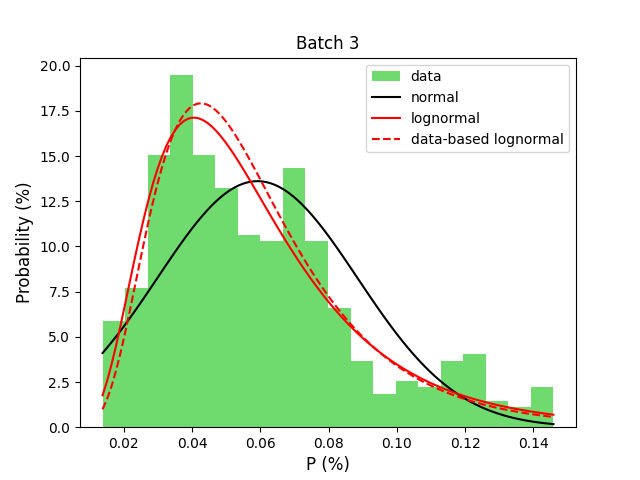 Batch 3
data
normal
lognormal
data-based lognormal
Probability (%)
20.0
17.5
15.0
12.5
10.0
7.5
5.0
2.5
0.0
0.02 0.04 0.06 0.08 0.10 0.12 0.14
P (%)